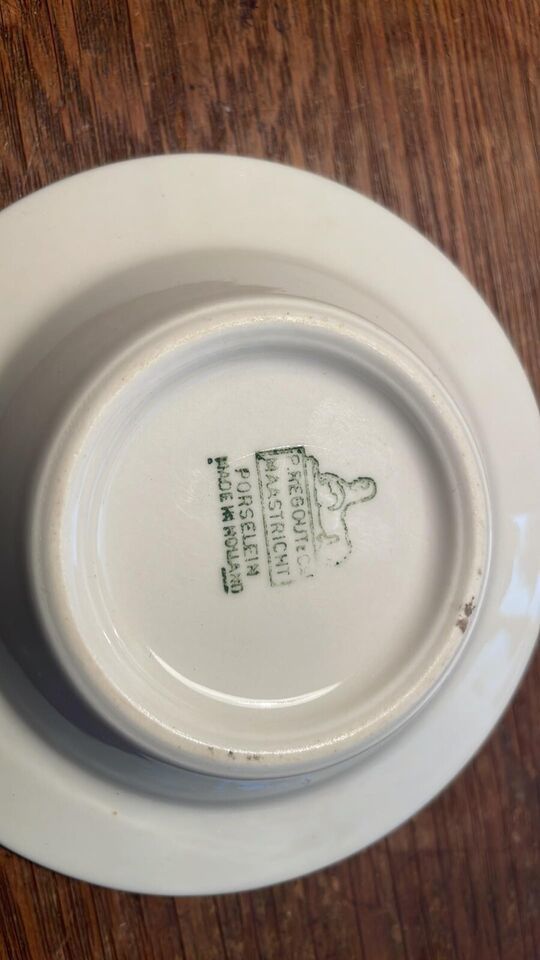 P. REGOUT & Co.
MAASTRICHT
PORSELEIN
MADE IN HOLLAND